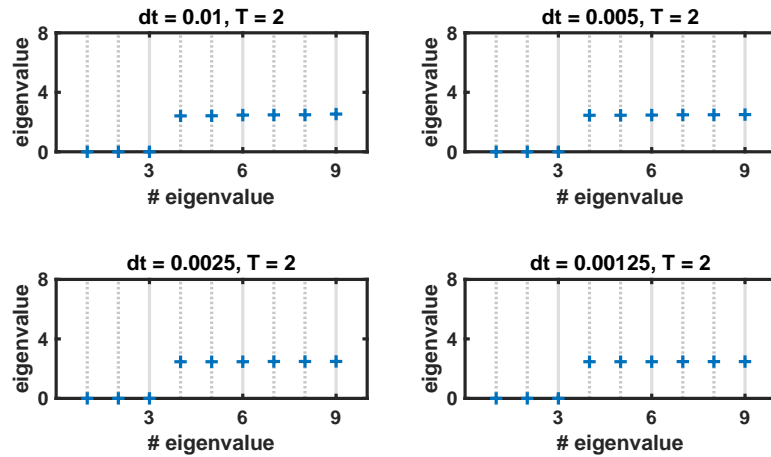 dt = 0.01, T = 2
8
4
0
eigenvalue
3 6 9
# eigenvalue
dt = 0.005, T = 2
8
4
0
eigenvalue
3 6 9
# eigenvalue
dt = 0.0025, T = 2
8
4
0
eigenvalue
3 6 9
# eigenvalue
dt = 0.00125, T = 2
8
4
0
eigenvalue
3 6 9
# eigenvalue